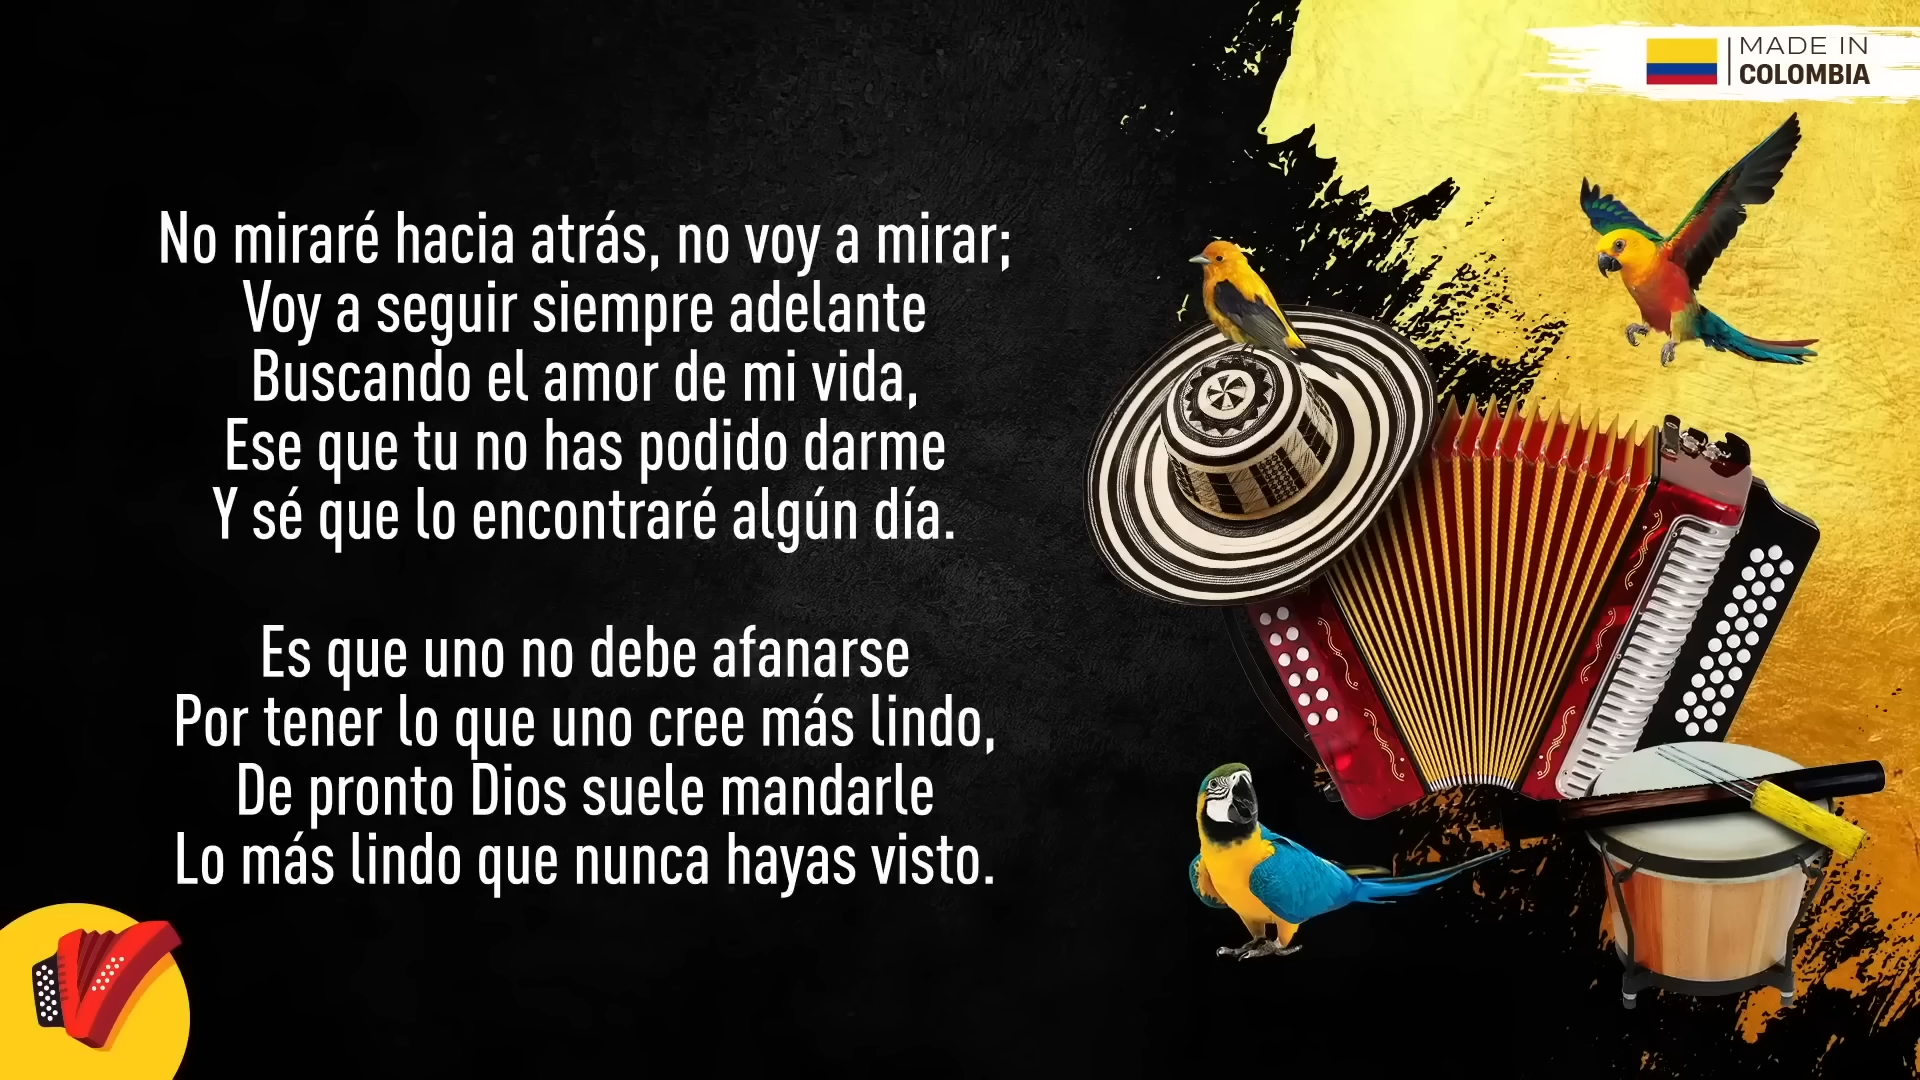 MADE IN
COLOMBIA
No miraré hacia atrás, no voy a mirar;
Voy a seguir siempre adelante
Buscando el amor de mi vida,
Ese que tu no has podido darme
Y sé que lo encontraré algún día.
Es que uno no debe afanarse
Por tener lo que uno cree más lindo,
De pronto Dios suele mandarle
Lo más lindo que nunca hayas visto.